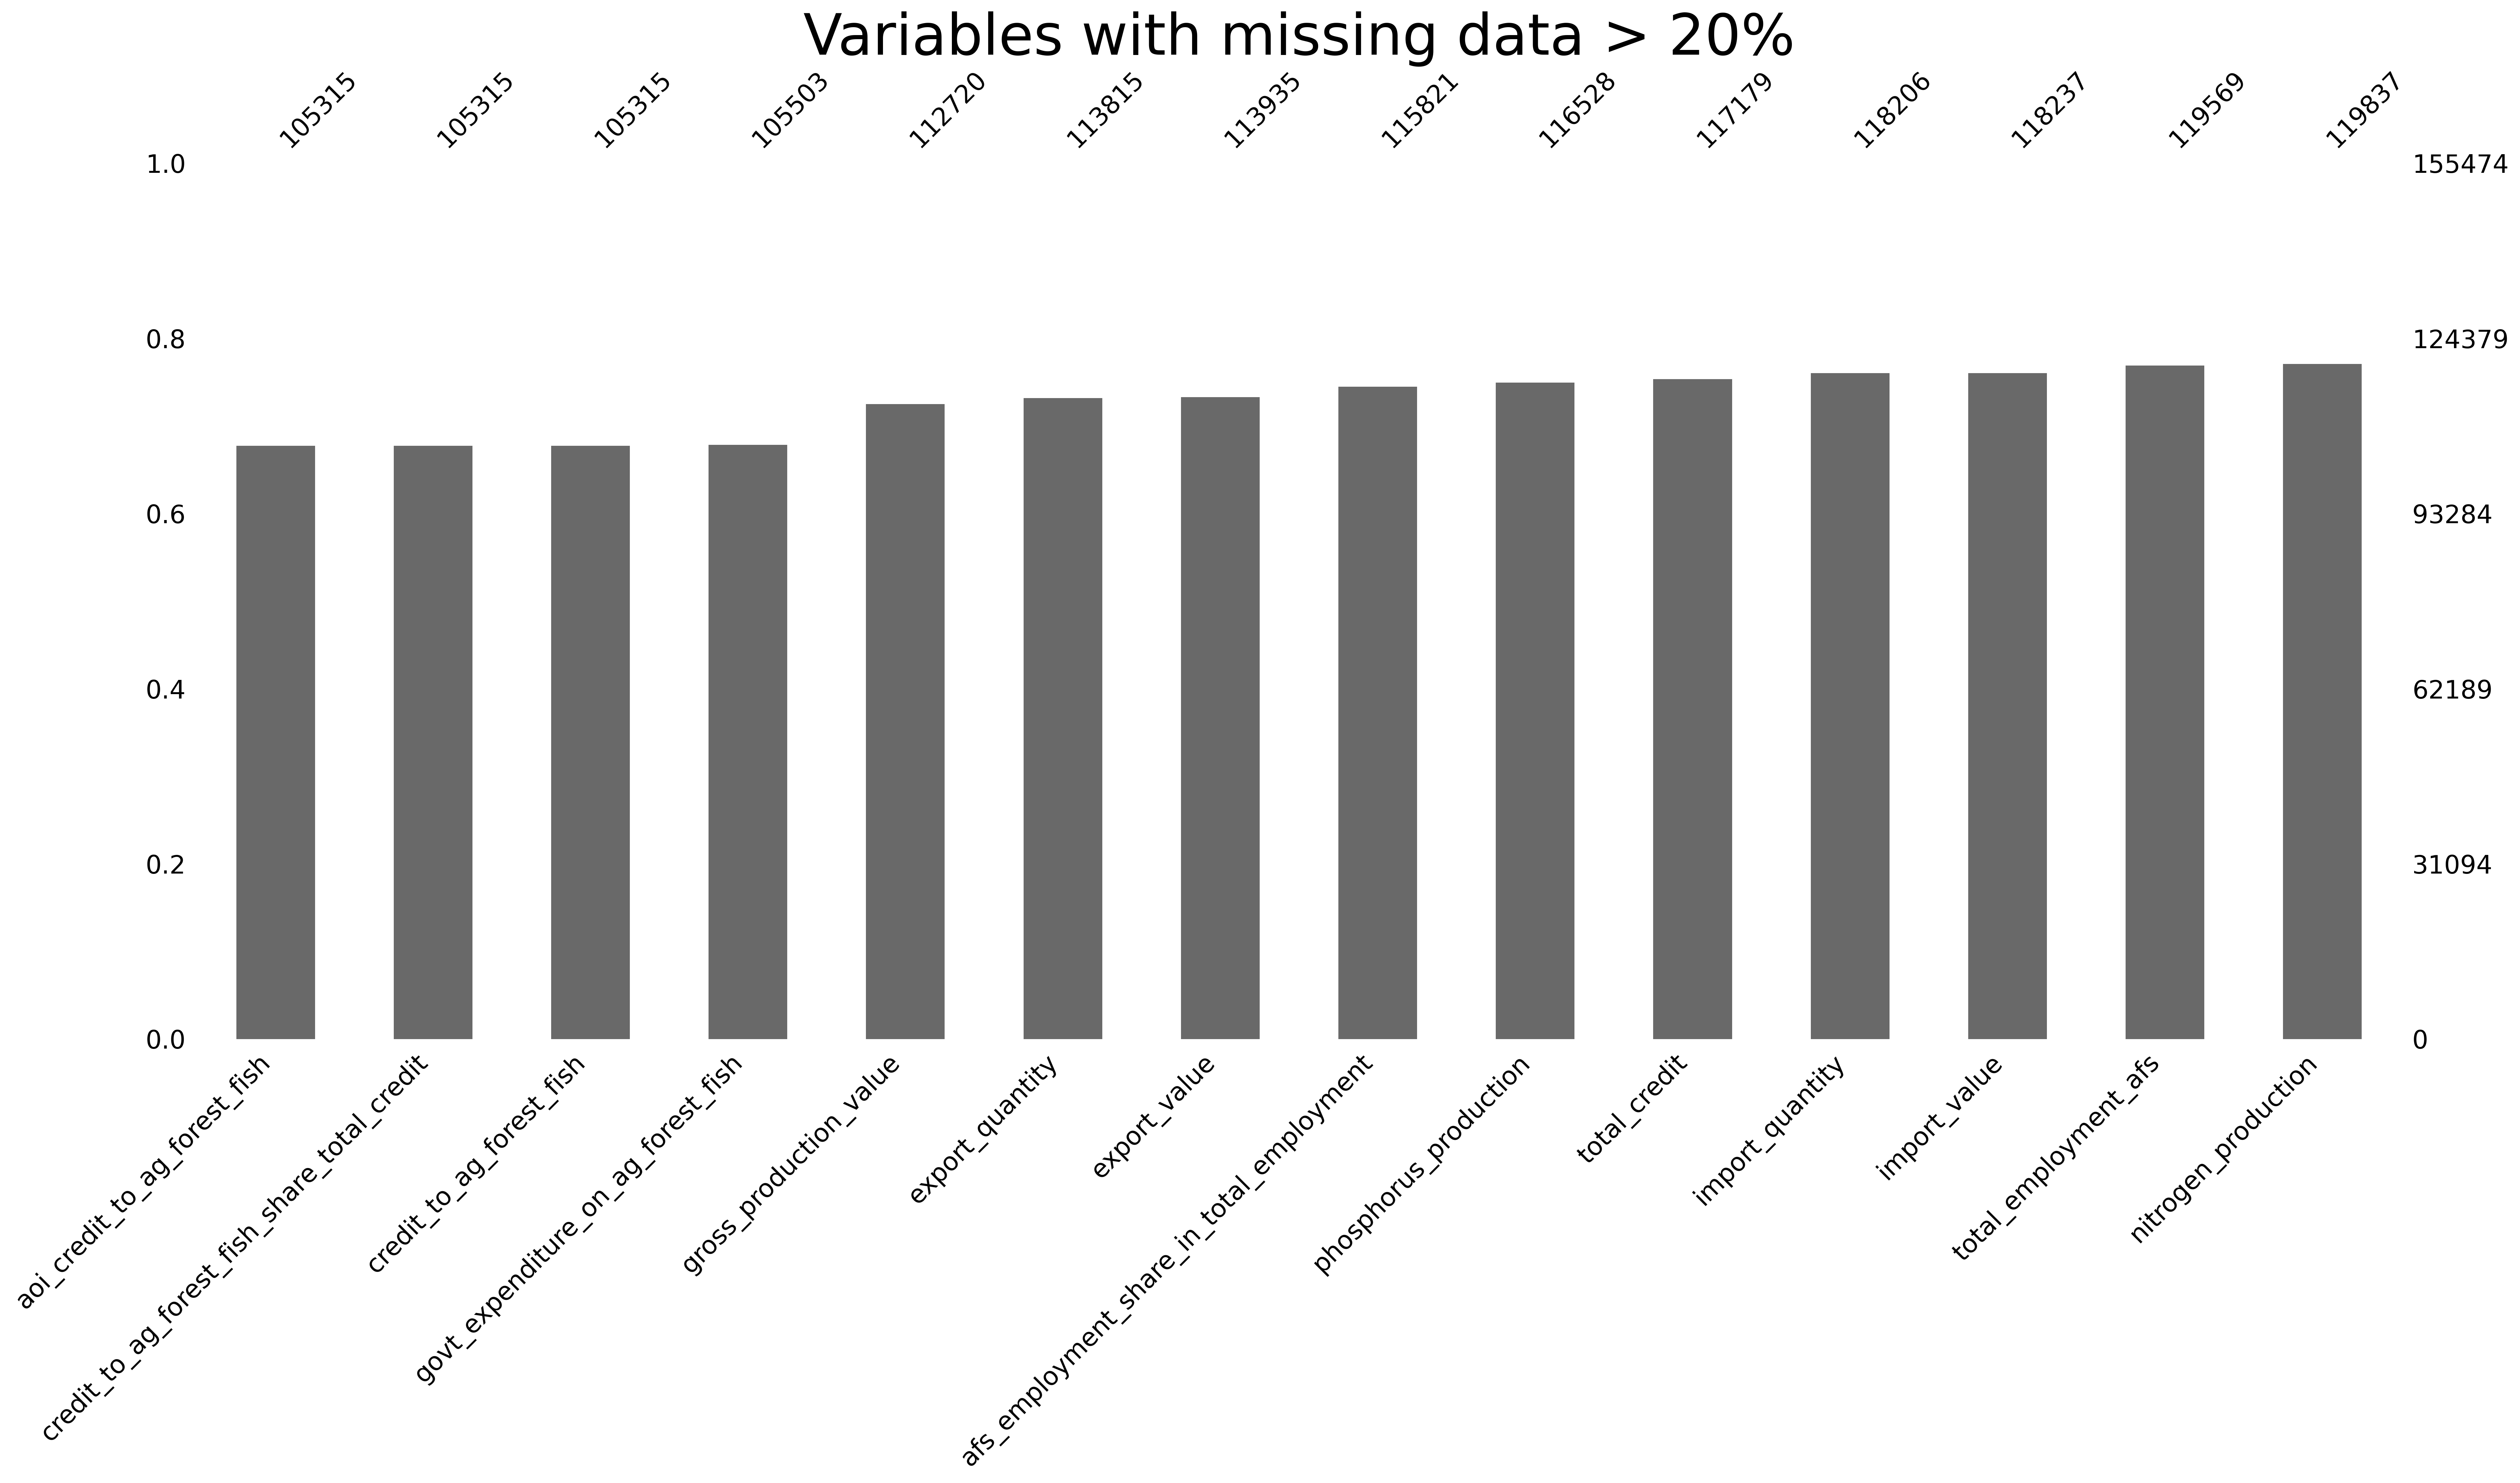 Variables with missing data > 20%
105315
105315
105315
105503
112720
113815
113935
115821
116528
117179
118206
118237
119569
119837
1.0
155474
0.8
124379
0.6
93284
0.4
62189
0.2
31094
0.0
0
aoi_credit_to_ag_forest_fish
credit_to_ag_forest_fish_share_total_credit
credit_to_ag_forest_fish
govt_expenditure_on_ag_forest_fish
gross_production_value
export_quantity
export_value
afs_employment_share_in_total_employment
phosphorus_production
total_credit
import_quantity
import_value
total_employment_afs
nitrogen_production